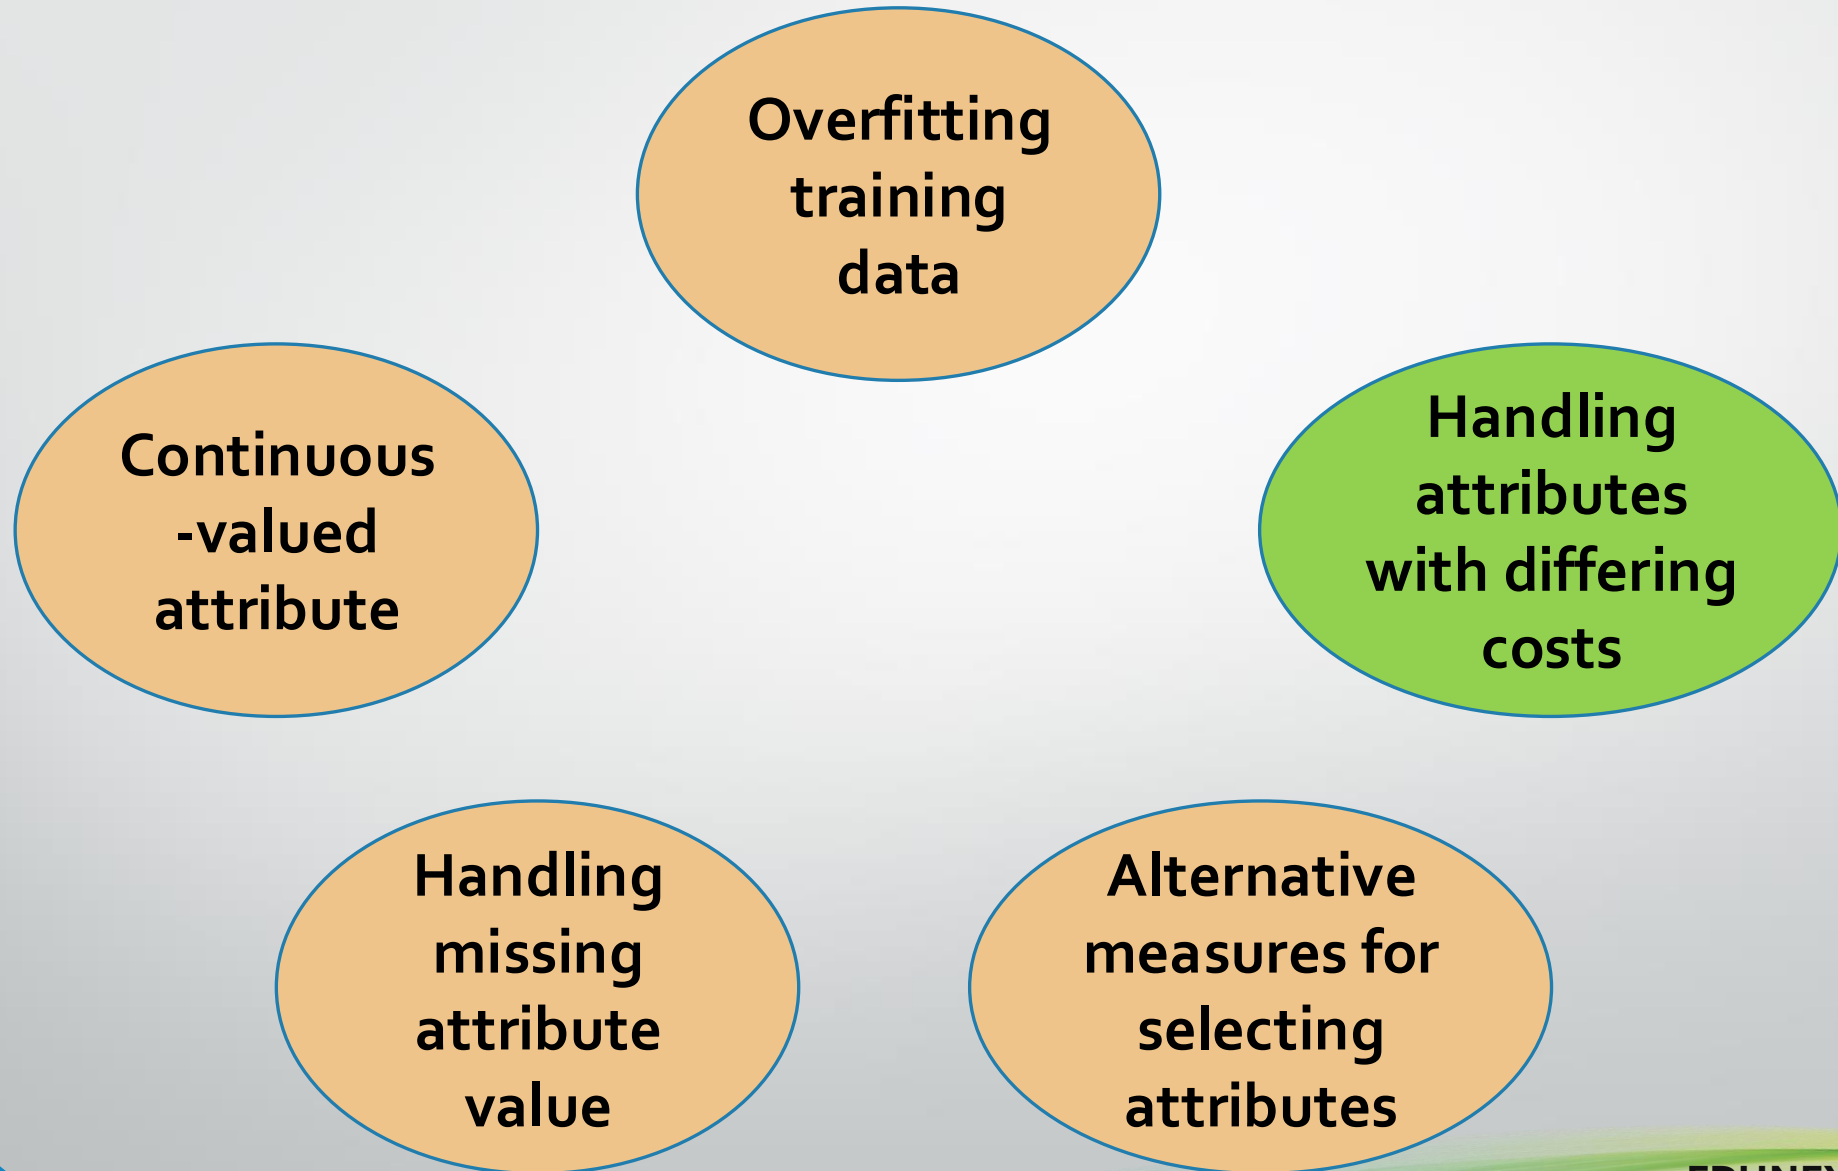 Overfitting
training
data
Continuous
-valued
attribute
Handling
attributes
with differing
costs
Handling
missing
attribute
value
Alternative
measures for
selecting
attributes